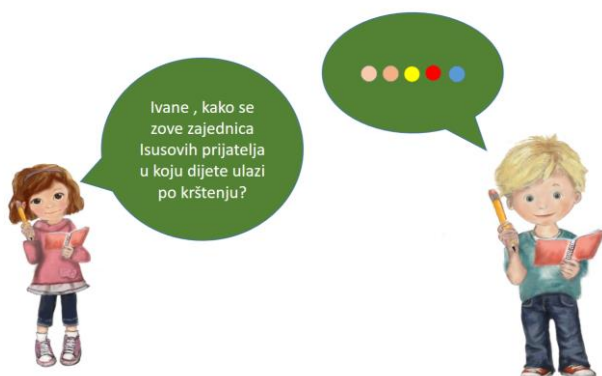 Ivane , kako se
zove zajednica
Isusovih prijatelja
u koju dijete ulazi
po krštenju?